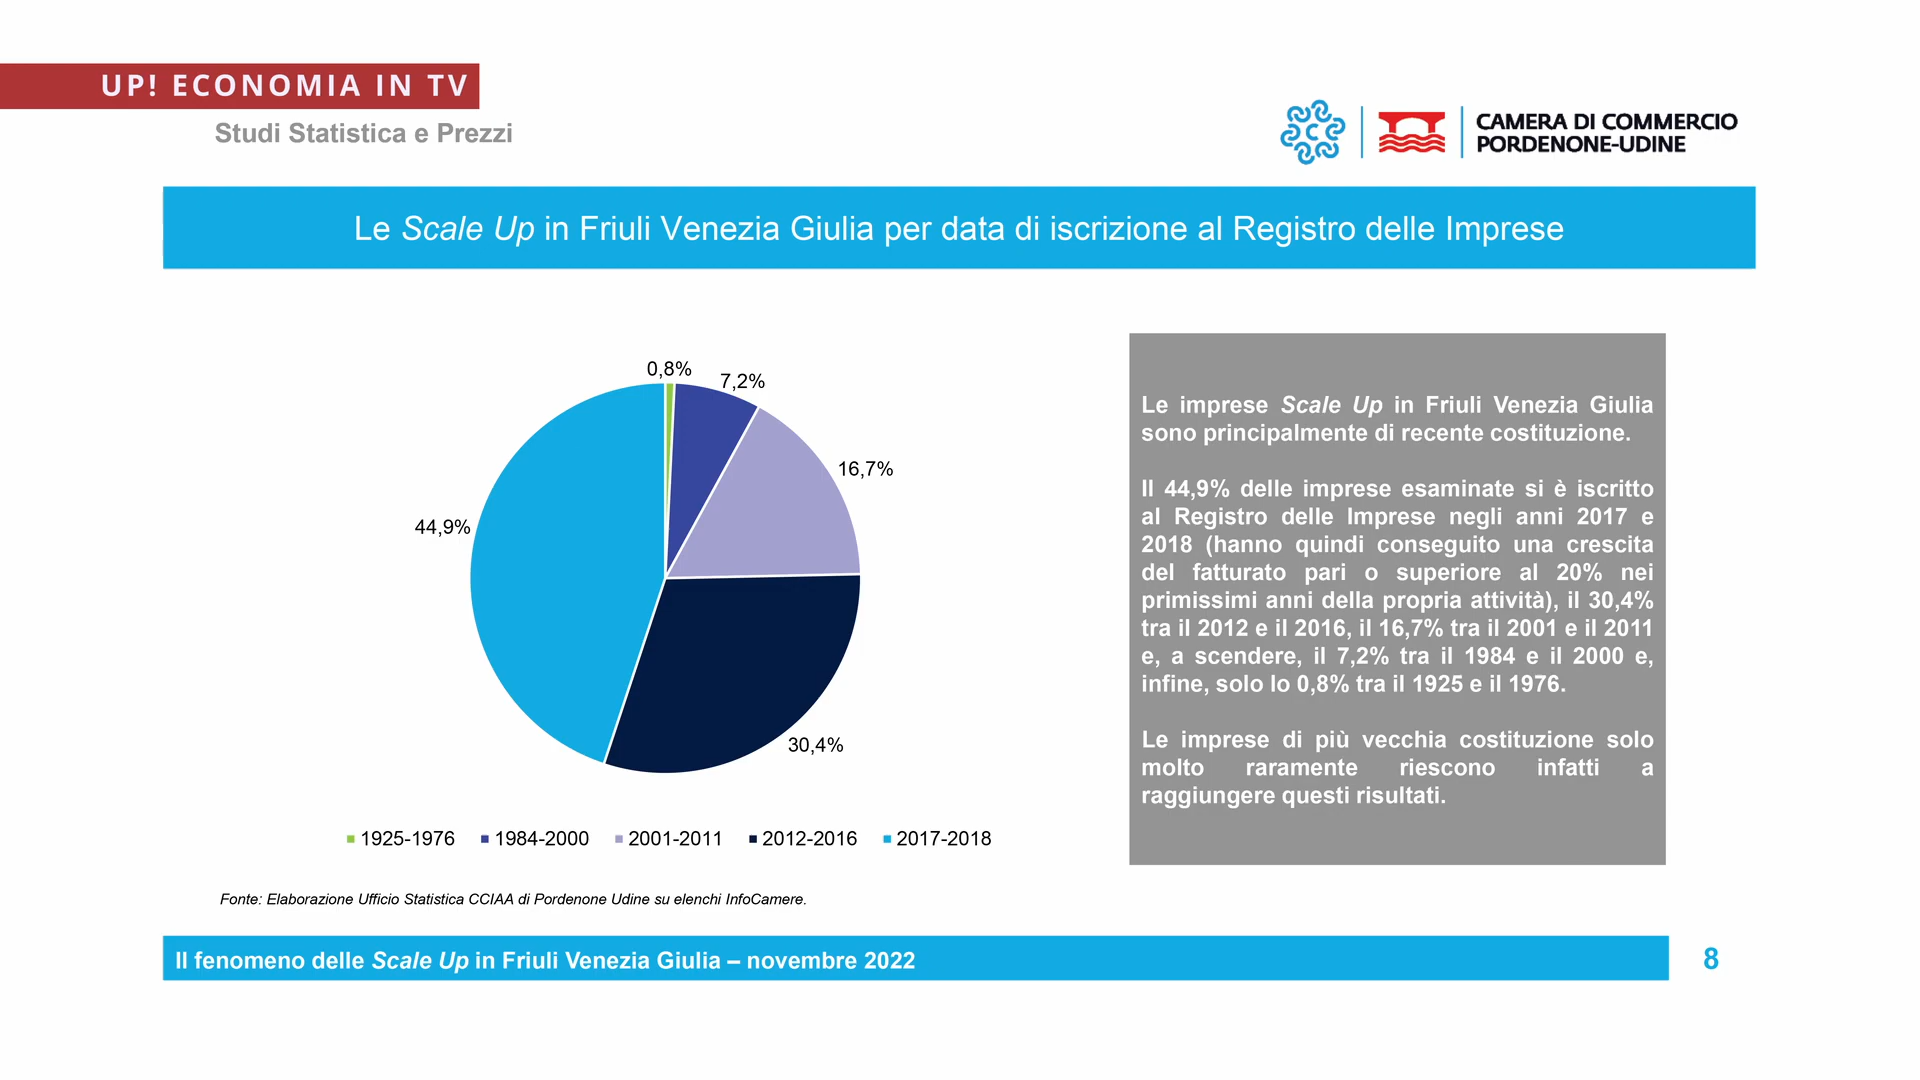 UP! ECONOMIA IN TV
Studi Statistica e Prezzi
CAMERA DI COMMERCIO
PORDENONE-UDINE
Le Scale Up in Friuli Venezia Giulia per data di iscrizione al Registro delle Imprese
0,8%
7,2%
16,7%
44,9%
30,4%
1925-1976 1984-2000 2001-2011 2012-2016 2017-2018
Fonte: Elaborazione Ufficio Statistica CCIAA di Pordenone Udine su elenchi InfoCamere.
Le imprese Scale Up in Friuli Venezia Giulia
sono principalmente di recente costituzione.
Il 44,9% delle imprese esaminate si è iscritto
al Registro delle Imprese negli anni 2017 e
2018 (hanno quindi conseguito una crescita
del fatturato pari o superiore al 20% nei
primissimi anni della propria attività), il 30,4%
tra il 2012 e il 2016, il 16,7% tra il 2001 e il 2011
e, a scendere, il 7,2% tra il 1984 e il 2000 e,
infine, solo lo 0,8% tra il 1925 e il 1976.
Le imprese di più vecchia costituzione solo
molto raramente riescono infatti a
raggiungere questi risultati.
Il fenomeno delle Scale Up in Friuli Venezia Giulia – novembre 2022
8